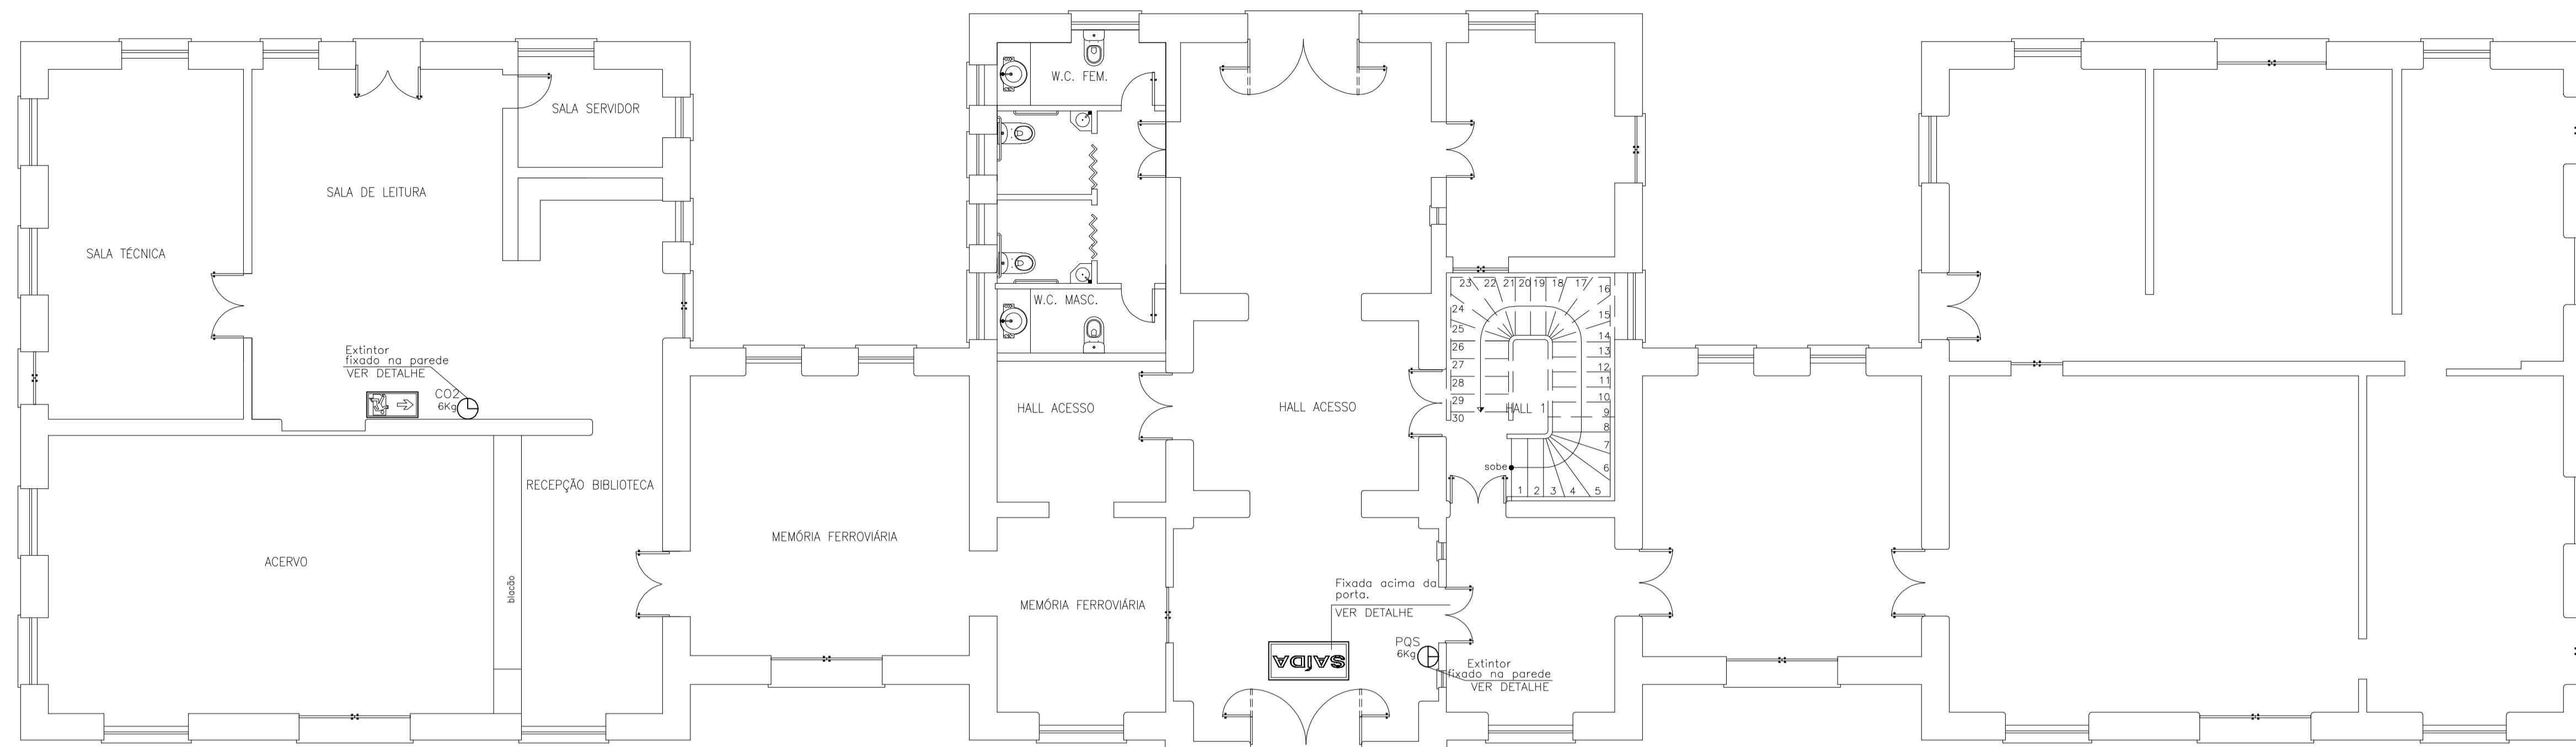 SALA TÉCNICA
SALA DE LEITURA
SALA SERVIDOR
Extintor
fixado na parede
VER DETALHE
CO2
6Kg
ACERVO
blacão
RECEPÇÃO BIBLIOTECA
MEMÓRIA FERROVIÁRIA
W.C. FEM.
W.C. MASC.
HALL ACESSO
MEMÓRIA FERROVIÁRIA
HALL ACESSO
Fixada acima da
porta.
VER DETALHE
SAÍDA
PQS
6Kg
Extintor
fixado na parede
VER DETALHE
23 22 21 20 19 18 17
16
24
15
25
14
26
13
27
12
28
11
29
10
30
9
HALL 1
8
7
sobe
6
1 2 3 4 5